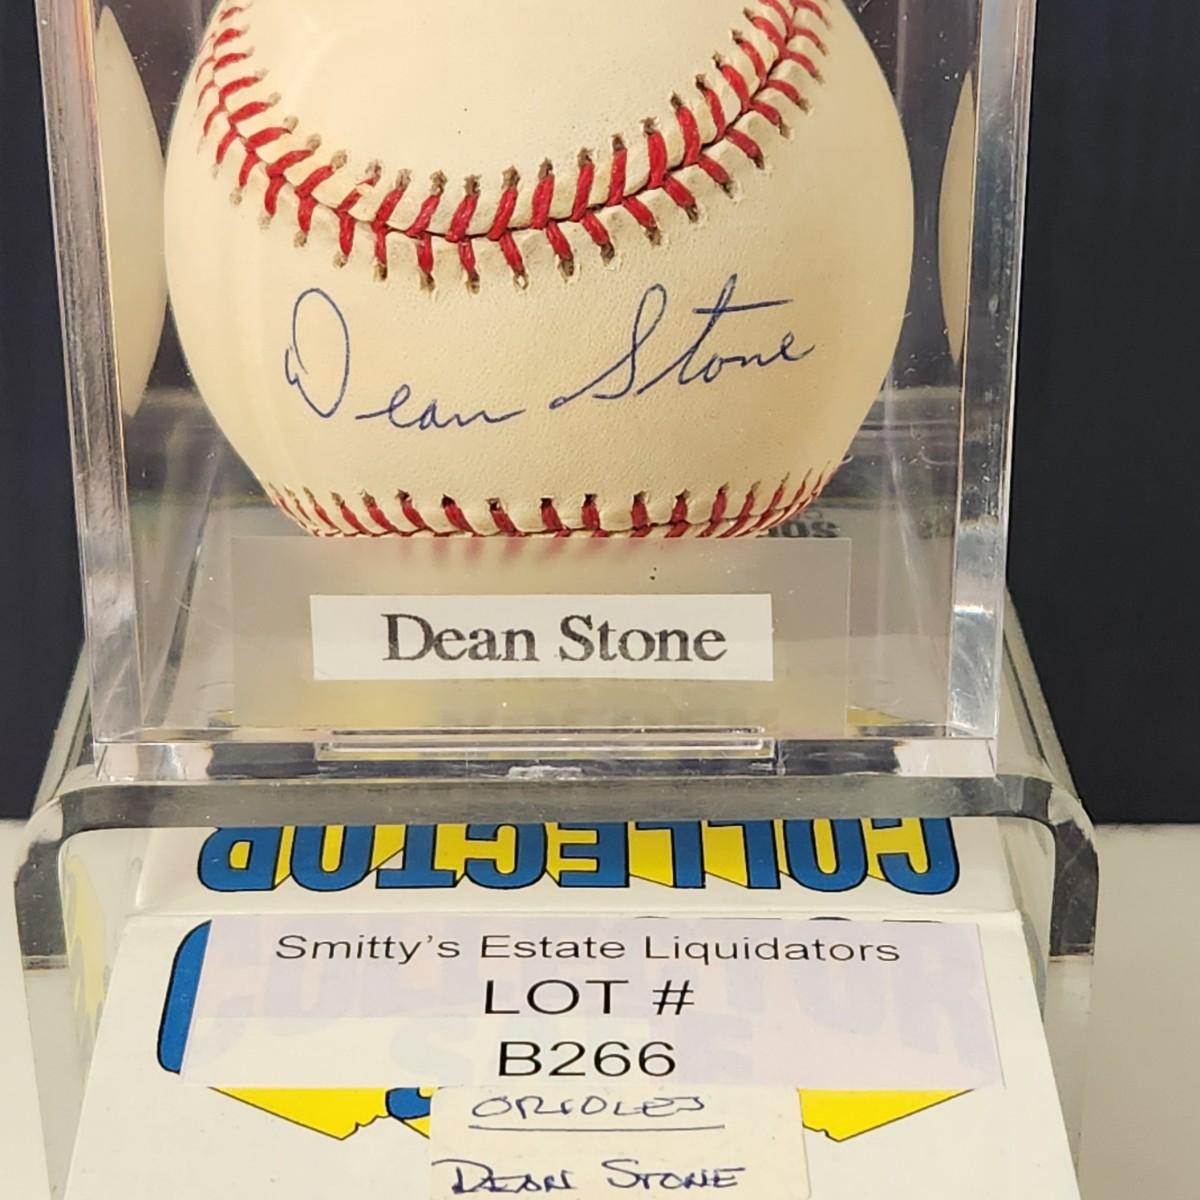 Dean Stone
Dean Stone
COLLECTOR
Smitty's Estate Liquidators
LOT #
B266
ORIOLES
DEAN STONE